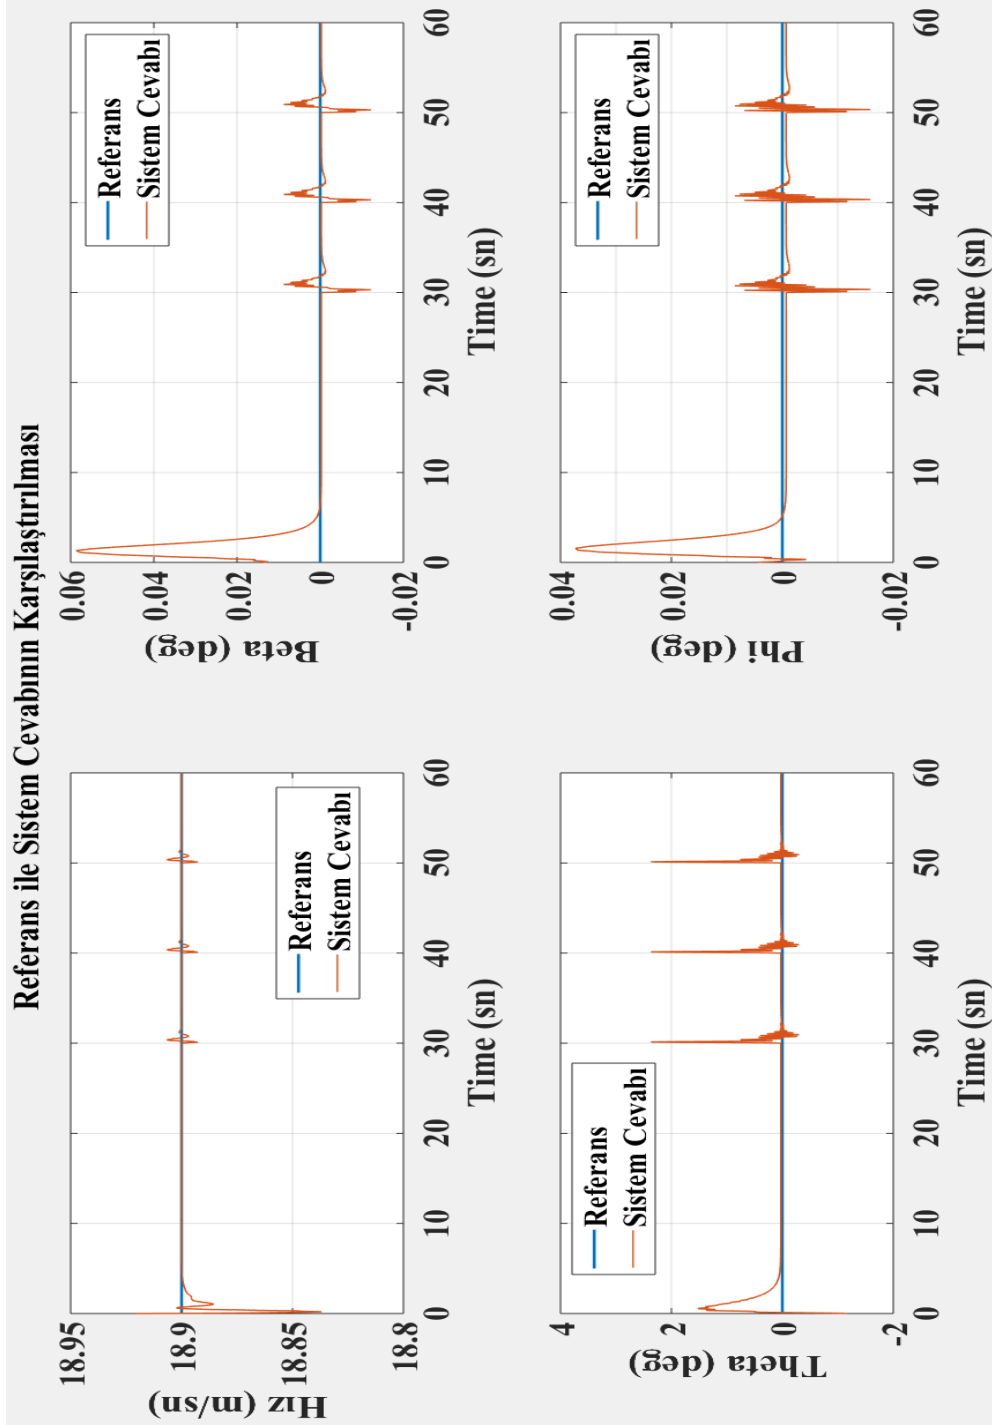 Referans ile Sistem Cevabının Karşılaştırılması
Hız (m/sn)
18.95
18.9
18.85
18.8
0 10 20 30 40 50 60
Time (sn)
Referans
Sistem Cevabı
Beta (deg)
0.06
0.04
0.02
0
-0.02
0 10 20 30 40 50 60
Time (sn)
Referans
Sistem Cevabı
Theta (deg)
4
2
0
-2
0 10 20 30 40 50 60
Time (sn)
Referans
Sistem Cevabı
Phi (deg)
0.04
0.02
0
-0.02
0 10 20 30 40 50 60
Time (sn)
Referans
Sistem Cevabı